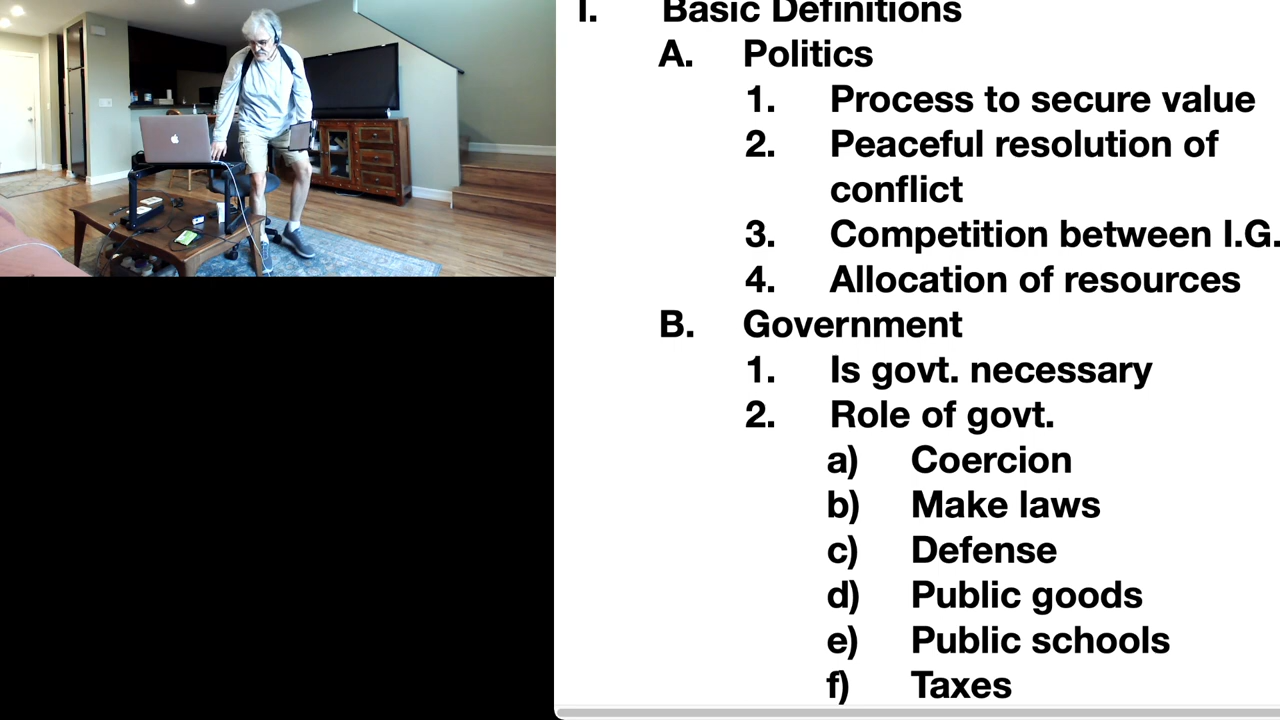 I. Basic Definitions
A. Politics
1. Process to secure value
2. Peaceful resolution of
conflict
3. Competition between I.G.
4. Allocation of resources
B. Government
1. Is govt. necessary
2. Role of govt.
a) Coercion
b) Make laws
c) Defense
d) Public goods
e) Public schools
f) Taxes